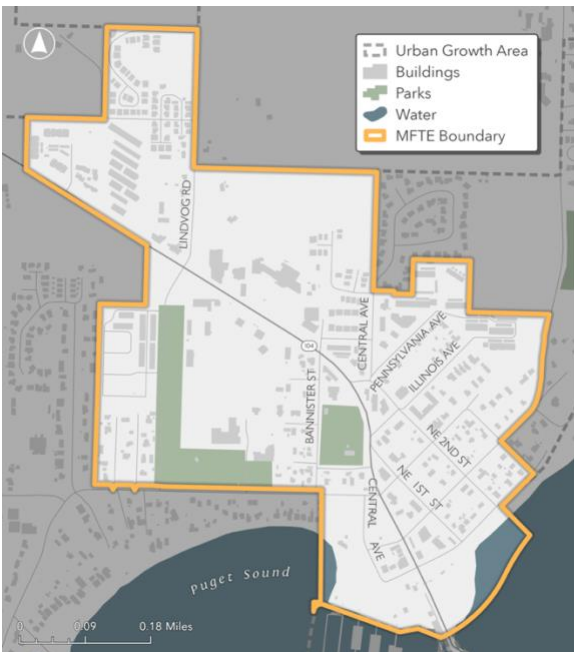 Urban Growth Area
Buildings
Parks
Water
MFTE Boundary
LINDVOG RD
CENTRAL AVE
104
PENNSYLVANIA AVE
ILLINOIS AVE
BANNISTER ST
NE 2ND ST
NE 1ST ST
CENTRAL
AVE
Puget Sound
0 0.09 0.18 Miles